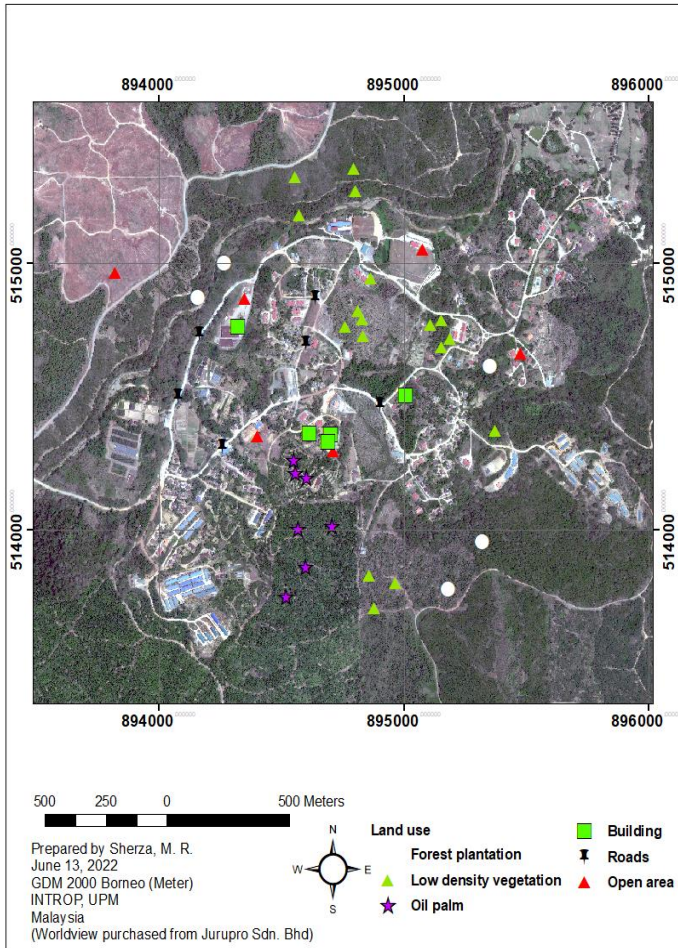 894000 895000 896000
515000 515000
514000 514000
894000 895000 896000
500 250 0 500 Meters
Prepared by Sherza, M. R.
June 13, 2022
GDM 2000 Borneo (Meter)
INTROP, UPM
Malaysia
(Worldview purchased from Jurupro Sdn. Bhd)
N
W E
S
Land use
Forest plantation
Low density vegetation
Oil palm
Building
Roads
Open area